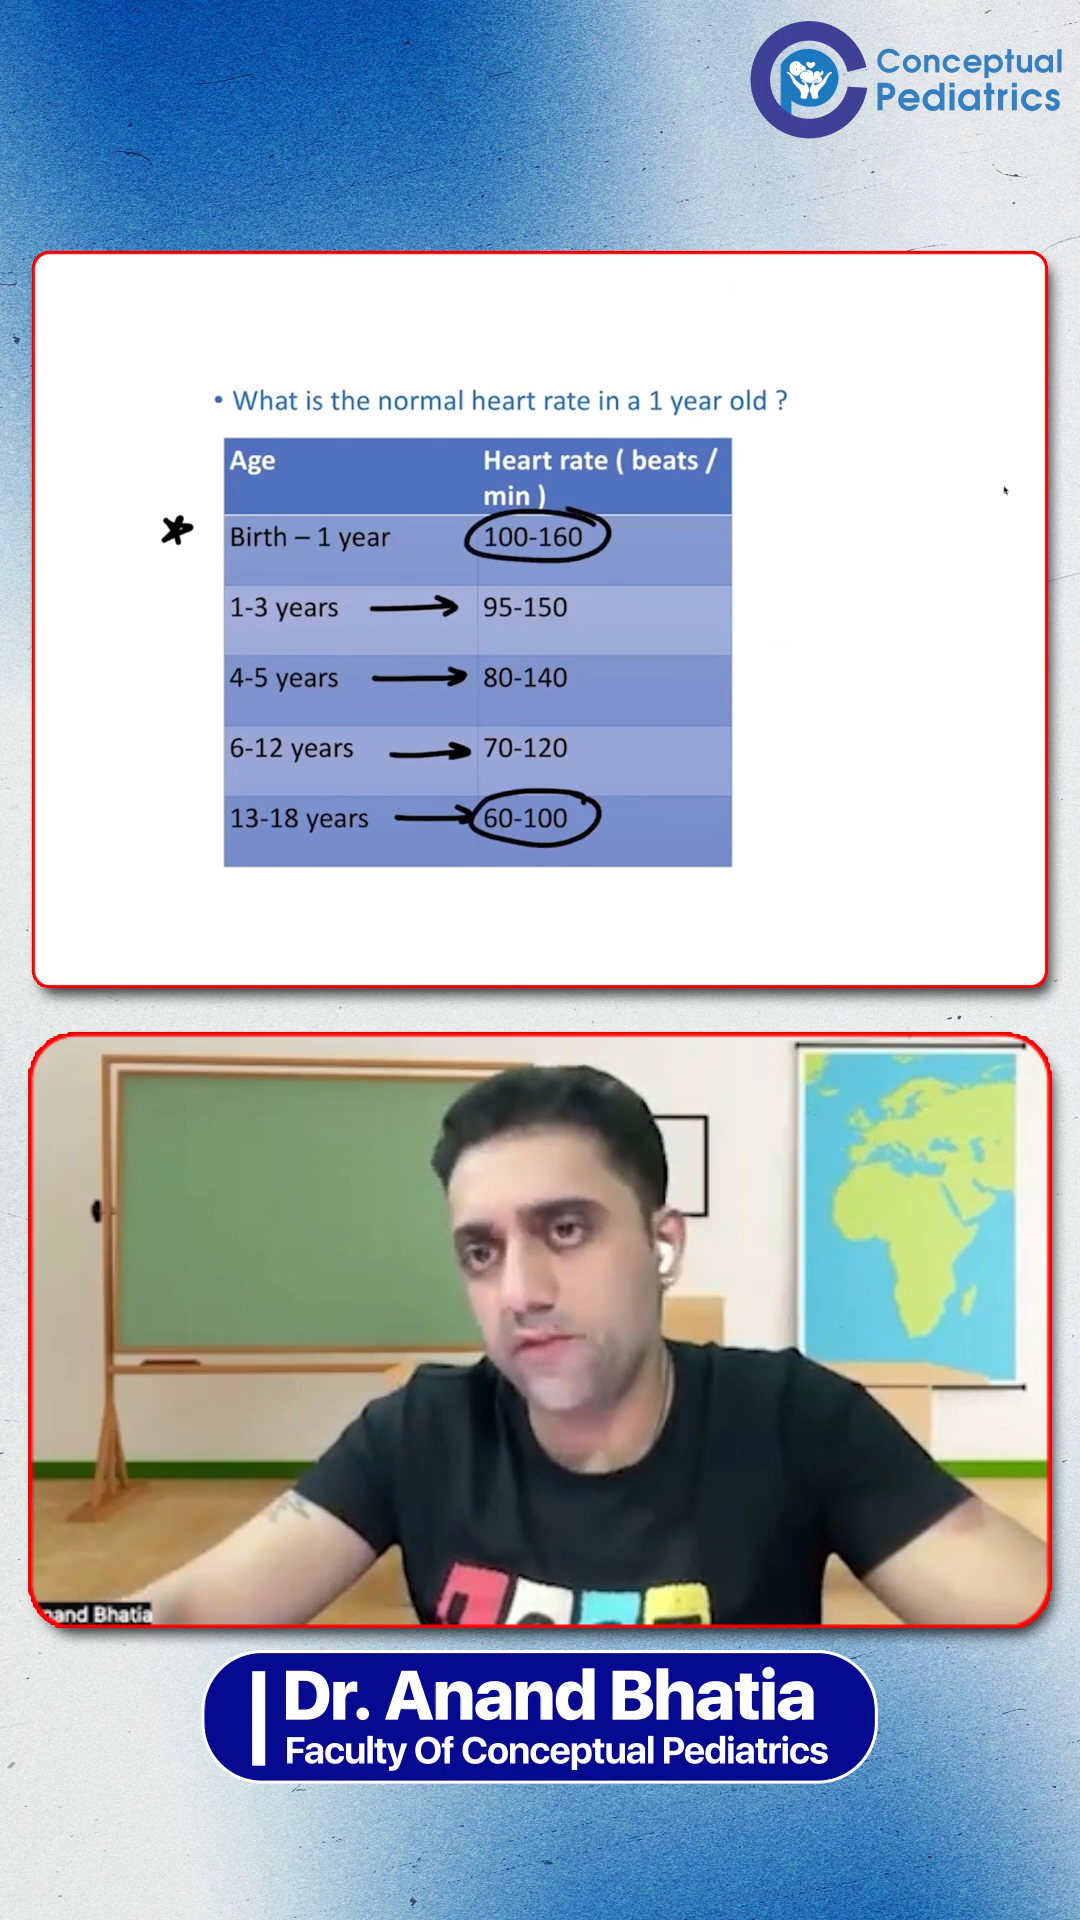 Conceptual
Pediatrics
• What is the normal heart rate in a 1 year old ?
Age Heart rate ( beats /
min )
Birth – 1 year 100-160
1-3 years 95-150
4-5 years 80-140
6-12 years 70-120
13-18 years 60-100
nand Bhatia
Dr. Anand Bhatia
Faculty Of Conceptual Pediatrics